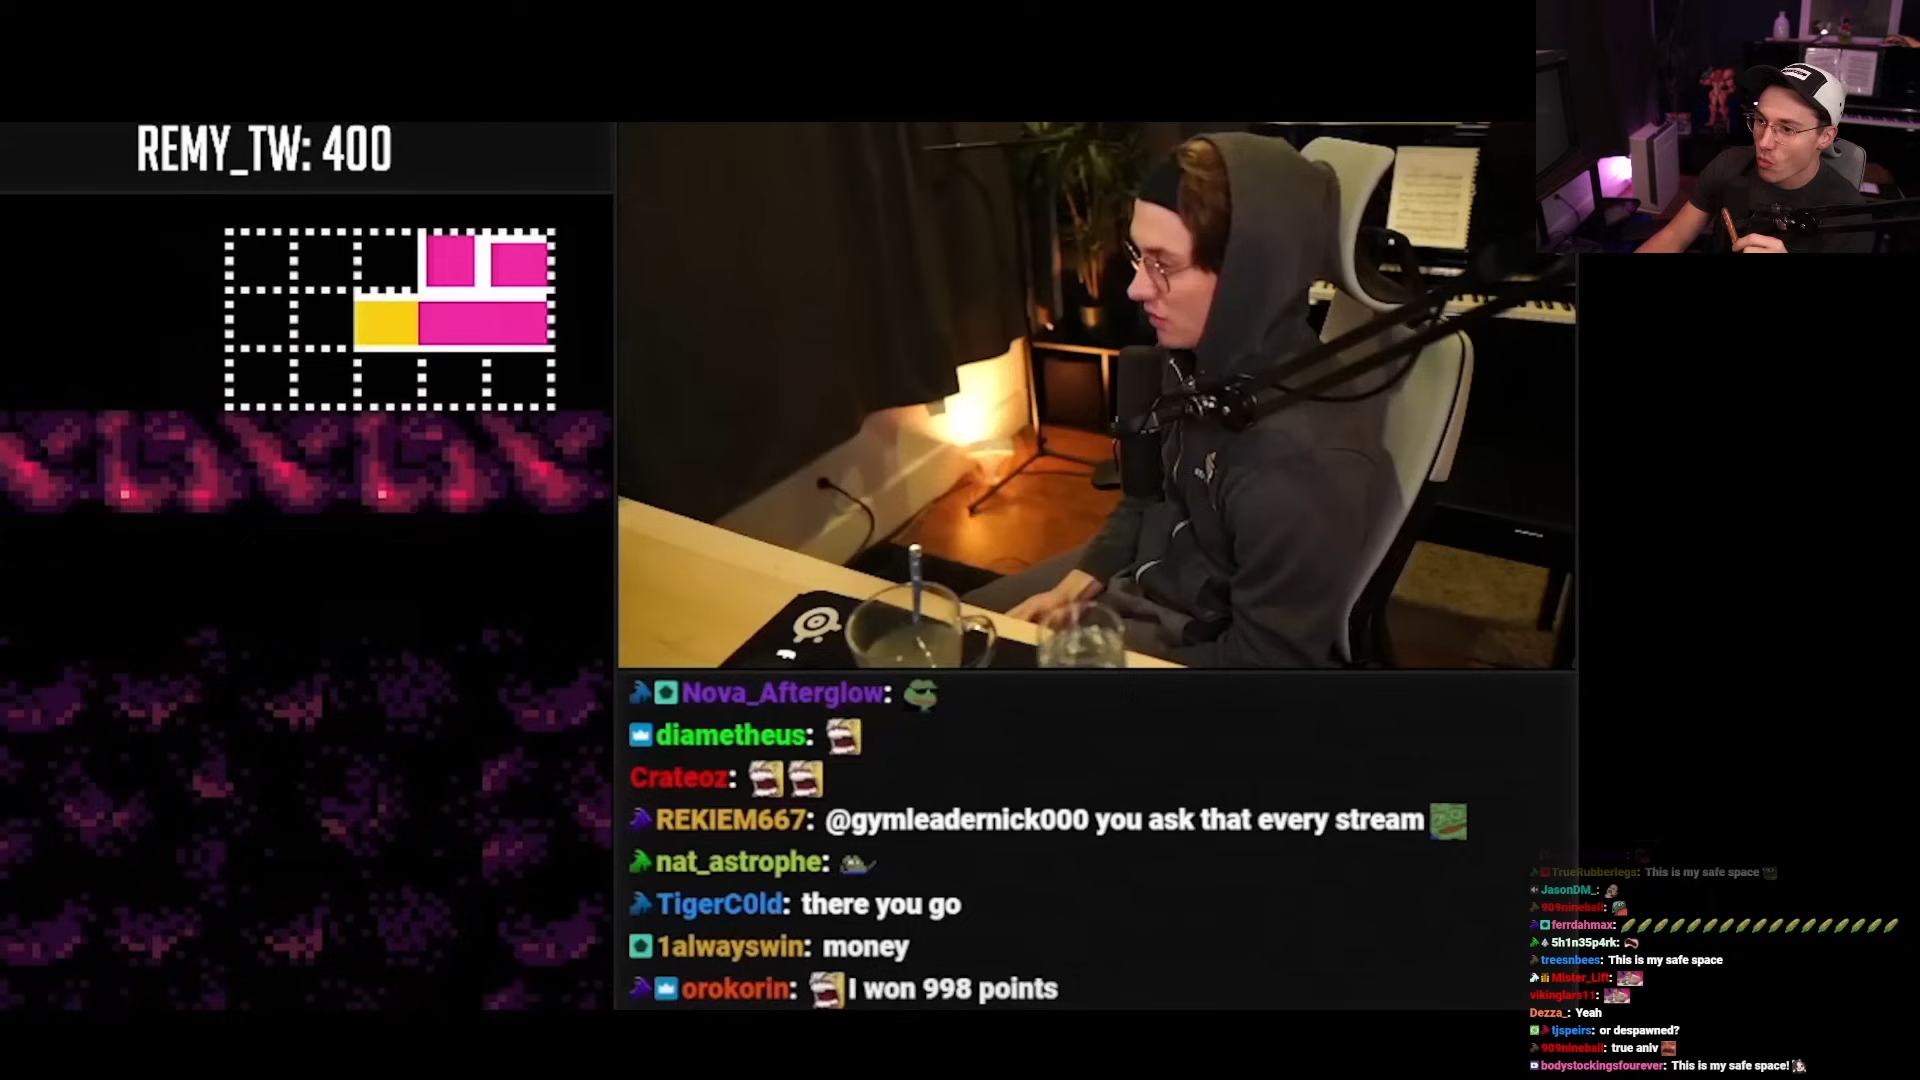 REMY_TW: 400
Nova_Afterglow:
diametheus:
Crateoz:
REKIEM667: @gymleadernick000 you ask that every stream
nat_astrophe:
TigerC0ld: there you go
1alwayswin: money
orokorin: I won 998 points
TrueRubberlegs: This is my safe space
JasonDM_:
909nineball:
ferrdahmax:
5h1n35p4rk:
treesnbees: This is my safe space
Mister_Lift:
vikinglars11:
Dezza_: Yeah
tjspeirs: or despawned?
909nineball: true aniv
bodystockingsfourever: This is my safe space!